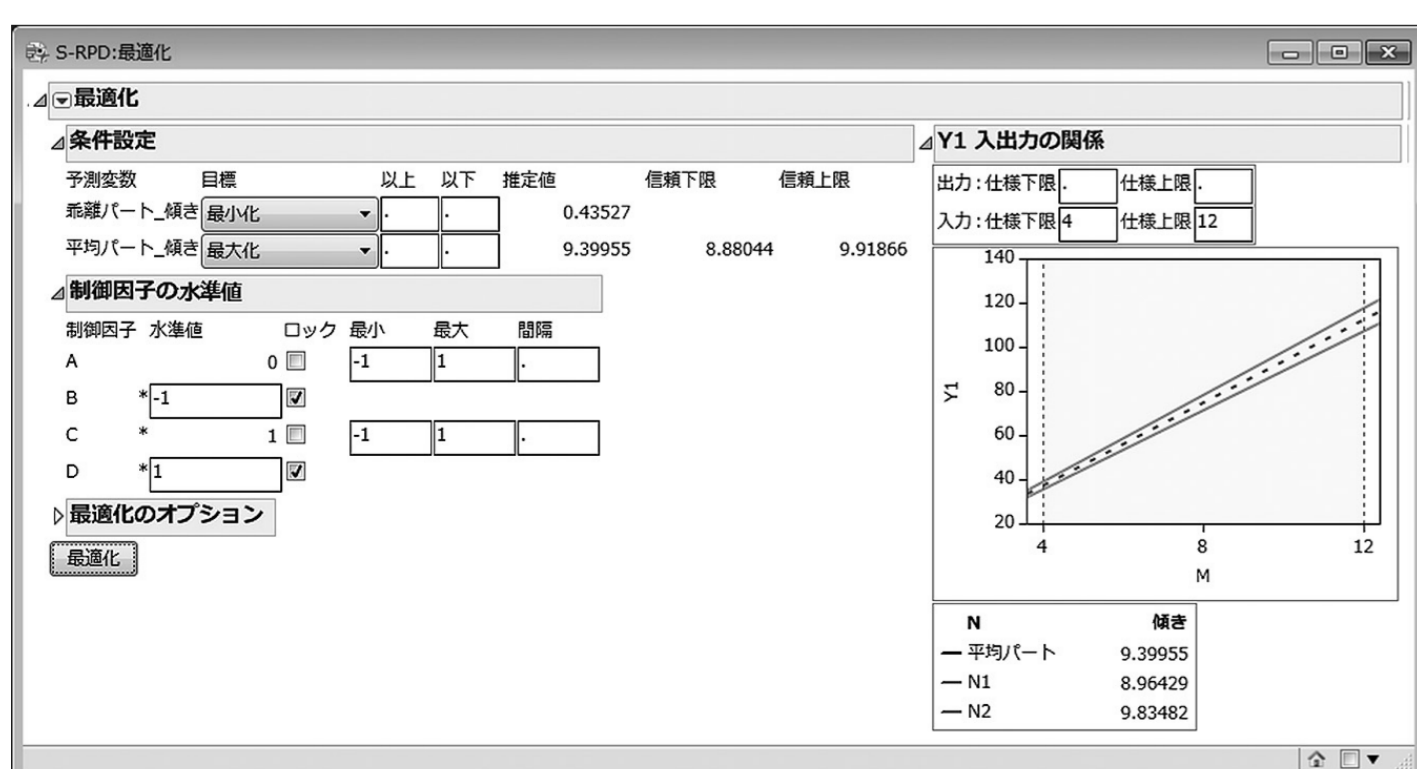 S-RPD:最適化
最適化
条件設定
予測変数 目標 以上 以下 推定値 信頼下限 信頼上限
乖離パート_傾き 最小化 . . 0.43527
平均パート_傾き 最大化 . . 9.39955 8.88044 9.91866
制御因子の水準値
制御因子 水準値 ロック 最小 最大 間隔
A 0 -1 1 .
B *-1
C * 1 -1 1 .
D *1
最適化のオプション
最適化
Y1 入出力の関係
出力:仕様下限 . 仕様上限 .
入力:仕様下限 4 仕様上限 12
140
120
100
80
60
40
20
Y1
4 8 12
M
N 傾き
平均パート 9.39955
N1 8.96429
N2 9.83482